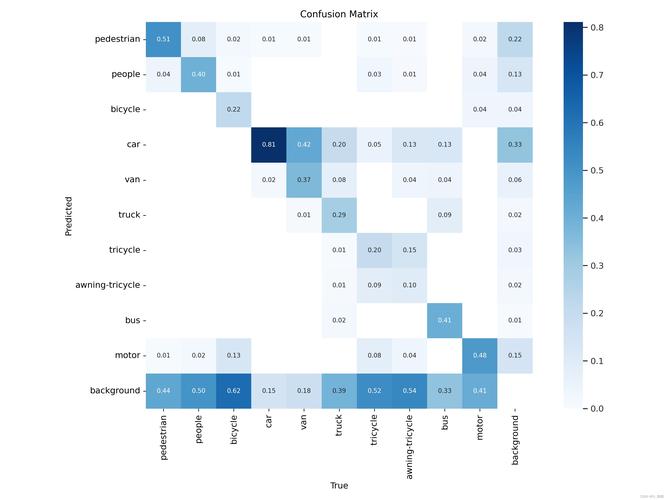 Confusion Matrix
pedestrian 0.51 0.08 0.02 0.01 0.01 0.01 0.01 0.02 0.22
people 0.04 0.40 0.01 0.03 0.01 0.04 0.13
bicycle 0.22 0.04 0.04
car 0.81 0.42 0.20 0.05 0.13 0.13 0.33
van 0.02 0.37 0.08 0.04 0.04 0.06
truck 0.01 0.29 0.09 0.02
tricycle 0.01 0.20 0.15 0.03
awning-tricycle 0.01 0.09 0.10 0.02
bus 0.02 0.41 0.01
motor 0.01 0.02 0.13 0.08 0.04 0.48 0.15
background 0.44 0.50 0.62 0.15 0.18 0.39 0.52 0.54 0.33 0.41
pedestrian people bicycle car van truck tricycle awning-tricycle bus motor background
True
Predicted
0.8
0.7
0.6
0.5
0.4
0.3
0.2
0.1
0.0